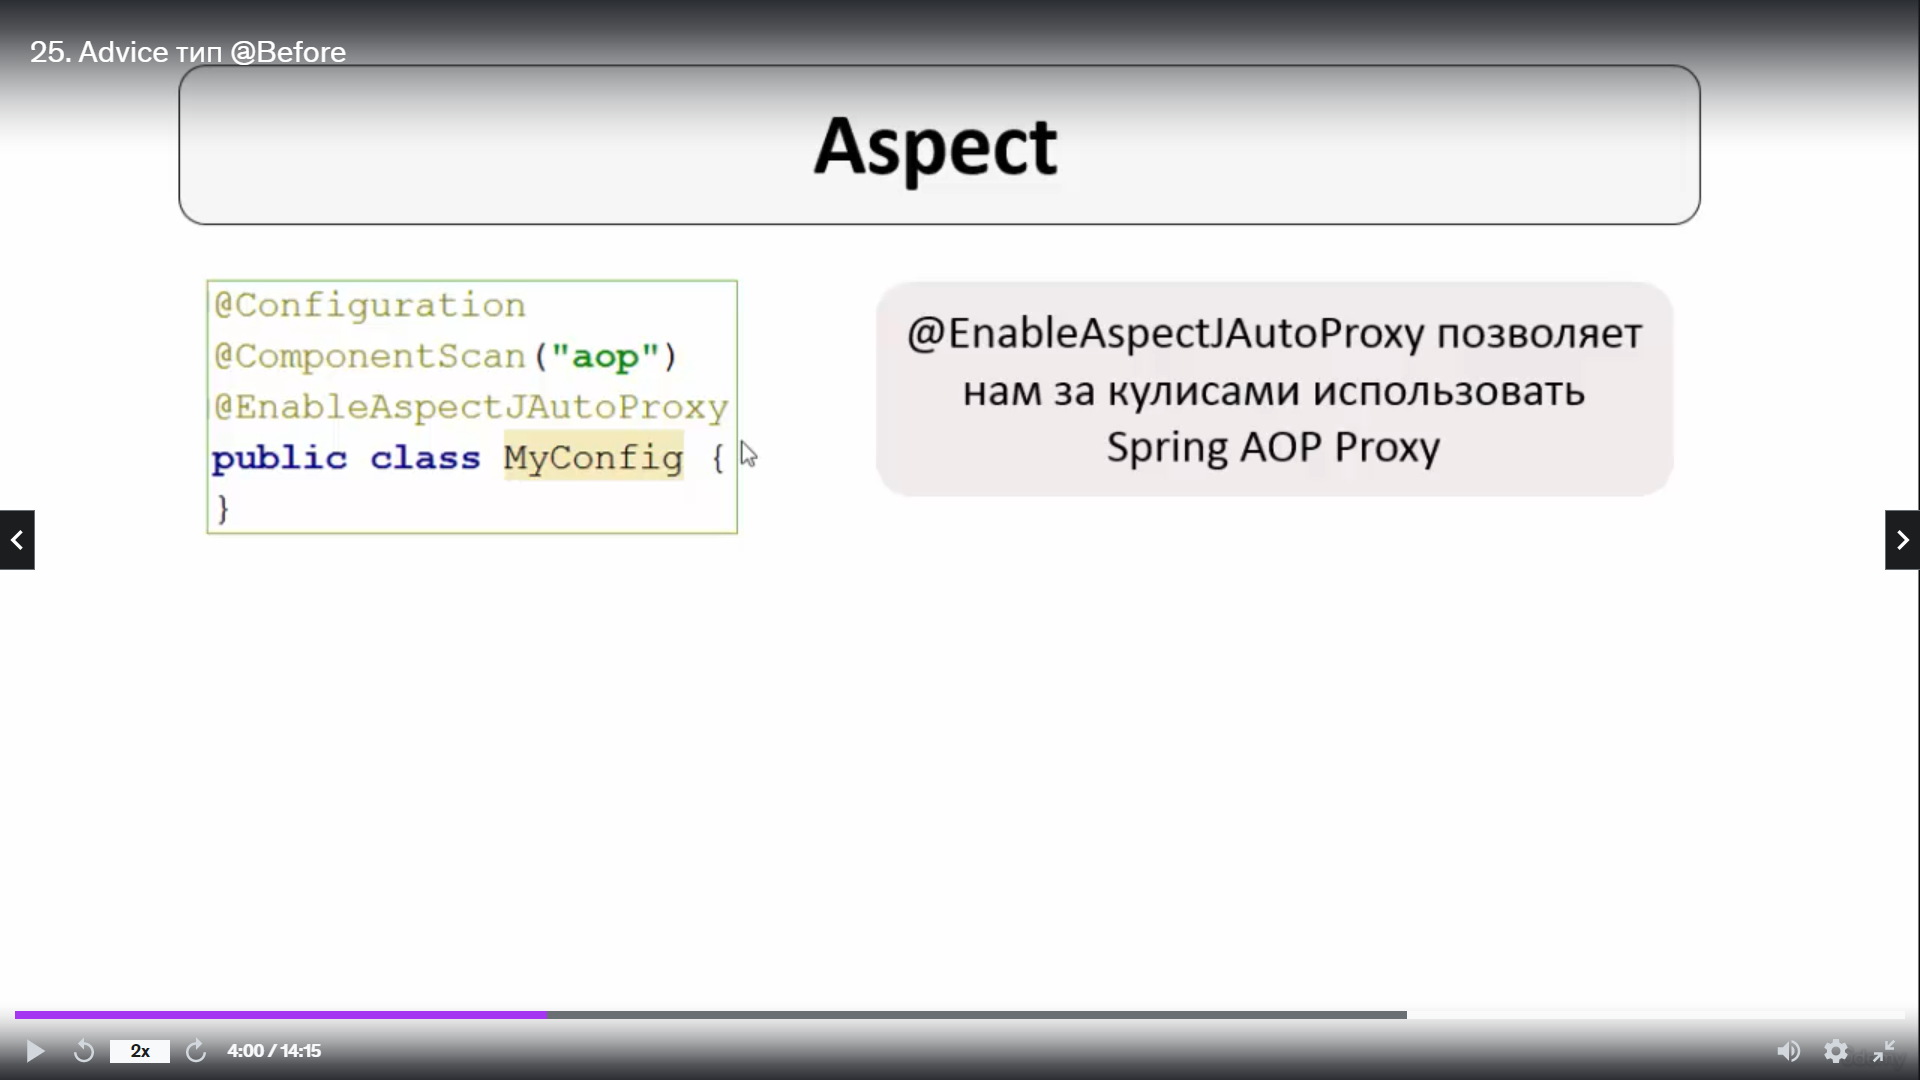 25. Advice тип @Before
Aspect
@Configuration
@ComponentScan("aop")
@EnableAspectJAutoProxy
public class MyConfig {
}
@EnableAspectJAutoProxy позволяет
нам за кулисами использовать
Spring AOP Proxy
2x
4:00 / 14:15